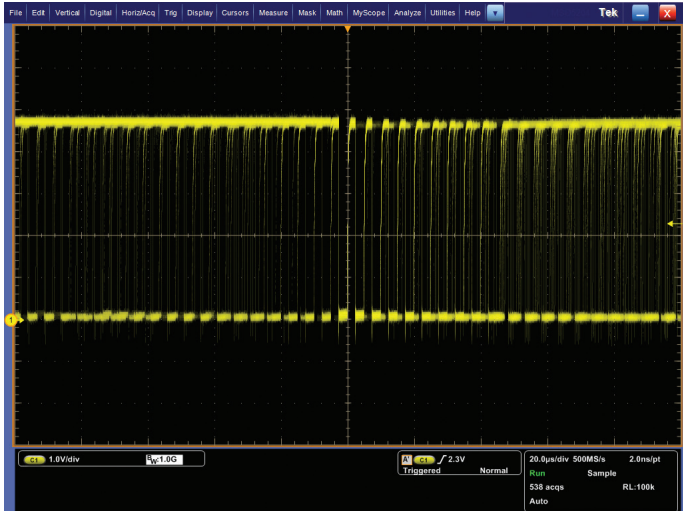 File Edit Vertical Digital Horiz/Acq Trig Display Cursors Measure Mask Math MyScope Analyze Utilities Help Tek X
1
C1 1.0V/div BW:1.0G
A' C1 2.3V
Triggered Normal
20.0µs/div 500MS/s 2.0ns/pt
Run Sample
538 acqs RL:100k
Auto